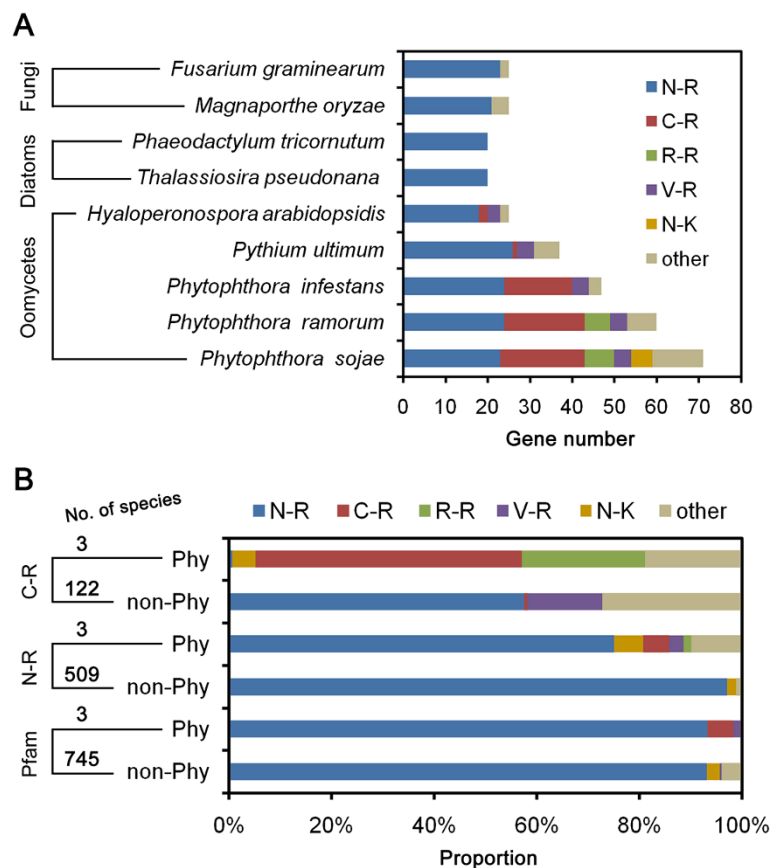 A
Fungi
Diatoms
Oomycetes
Fusarium graminearum
Magnaporthe oryzae
Phaeodactylum tricornutum
Thalassiosira pseudonana
Hyaloperonospora arabidopsidis
Pythium ultimum
Phytophthora infestans
Phytophthora ramorum
Phytophthora sojae
N-R
C-R
R-R
V-R
N-K
other
0 10 20 30 40 50 60 70 80
Gene number
B
No. of species
N-R C-R R-R V-R N-K other
C-R
3 Phy
122 non-Phy
N-R
3 Phy
509 non-Phy
Pfam
3 Phy
745 non-Phy
0% 20% 40% 60% 80% 100%
Proportion